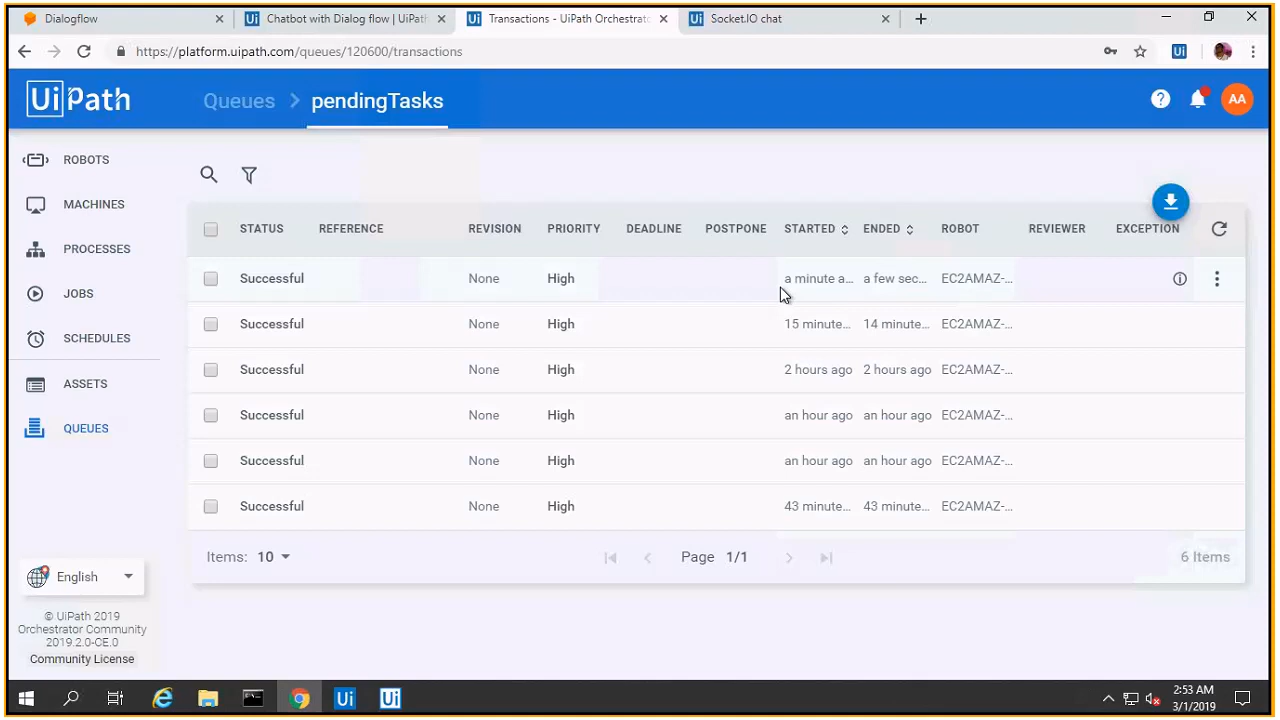 Dialogflow
Chatbot with Dialog flow | UiPath
Transactions - UiPath Orchestrato
Socket.IO chat
https://platform.uipath.com/queues/120600/transactions
UiPath
Queues > pendingTasks
AA
ROBOTS
MACHINES
PROCESSES
JOBS
SCHEDULES
ASSETS
QUEUES
STATUS REFERENCE REVISION PRIORITY DEADLINE POSTPONE STARTED ENDED ROBOT REVIEWER EXCEPTION
Successful None High a minute a... a few sec... EC2AMAZ-...
Successful None High 15 minute... 14 minute... EC2AMAZ-...
Successful None High 2 hours ago 2 hours ago EC2AMAZ-...
Successful None High an hour ago an hour ago EC2AMAZ-...
Successful None High an hour ago an hour ago EC2AMAZ-...
Successful None High 43 minute... 43 minute... EC2AMAZ-...
Items: 10 Page 1/1 6 Items
English
© UiPath 2019
Orchestrator Community
2019.2.0-CE.0
Community License
2:53 AM
3/1/2019